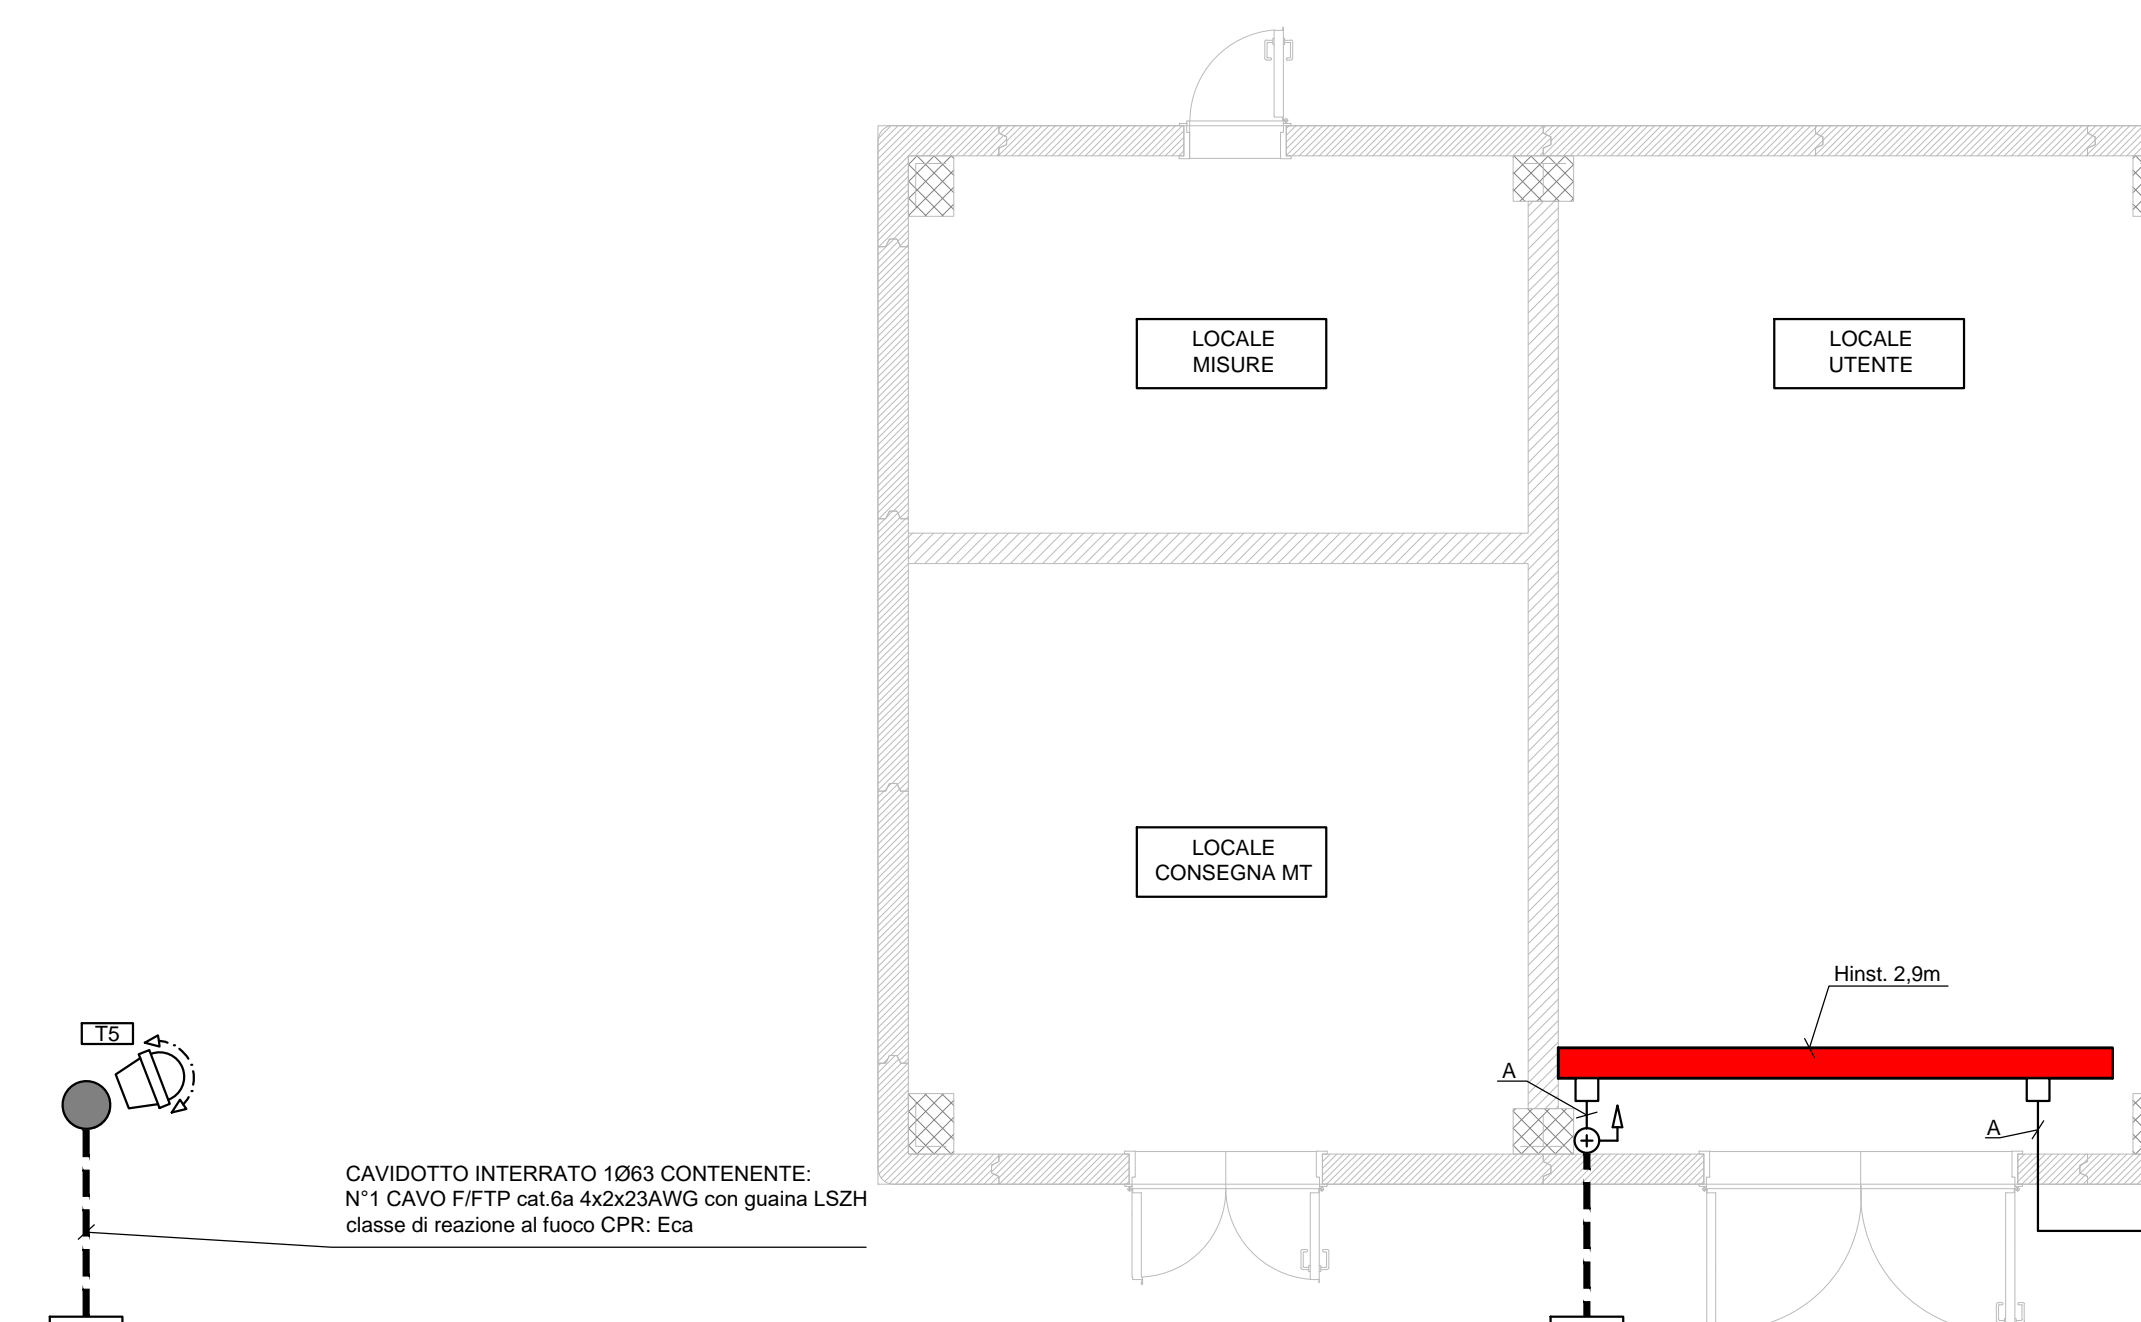 LOCALE
MISURE
LOCALE
UTENTE
LOCALE
CONSEGNA MT
Hinst. 2,9m
T5
A
A
CAVIDOTTO INTERRATO 1Ø63 CONTENENTE:
N°1 CAVO F/FTP cat.6a 4x2x23AWG con guaina LSZH
classe di reazione al fuoco CPR: Eca